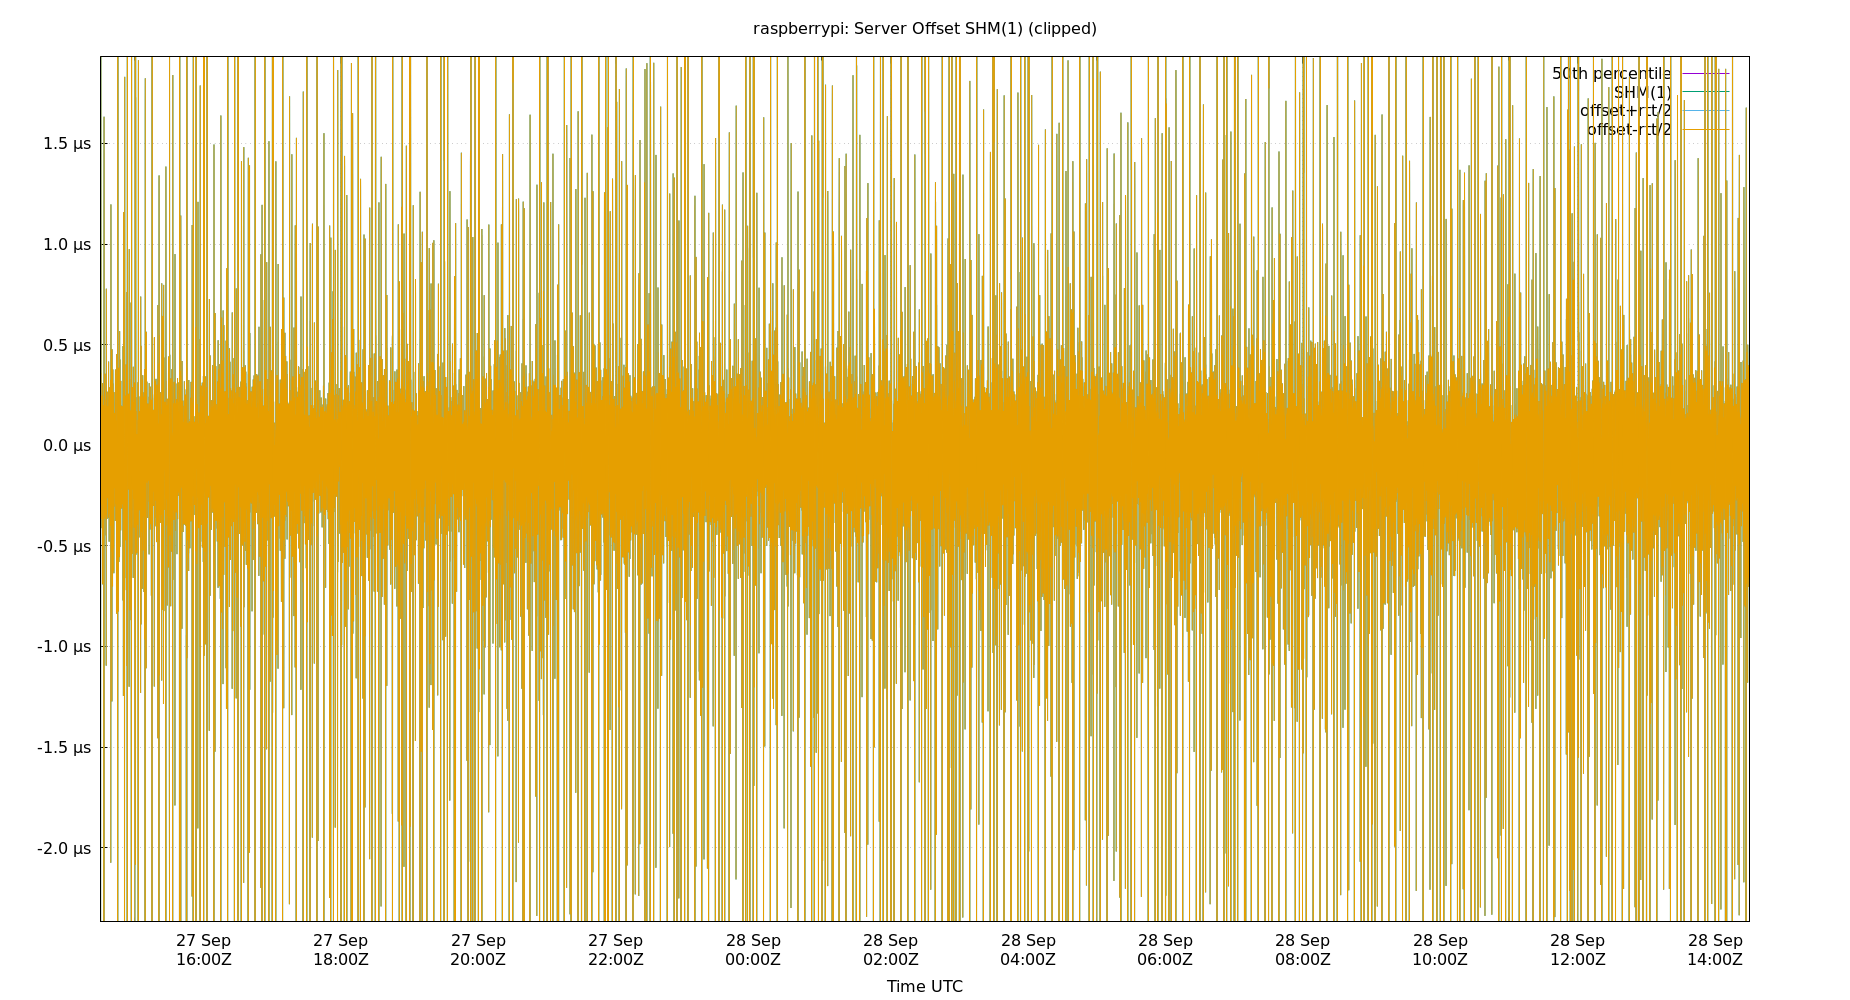 raspberrypi: Server Offset SHM(1) (clipped)
50th percentile
SHM(1)
offset+rtt/2
offset-rtt/2
1.5 µs
1.0 µs
0.5 µs
0.0 µs
-0.5 µs
-1.0 µs
-1.5 µs
-2.0 µs
27 Sep 27 Sep 27 Sep 27 Sep 28 Sep 28 Sep 28 Sep 28 Sep 28 Sep 28 Sep 28 Sep 28 Sep
16:00Z 18:00Z 20:00Z 22:00Z 00:00Z 02:00Z 04:00Z 06:00Z 08:00Z 10:00Z 12:00Z 14:00Z
Time UTC